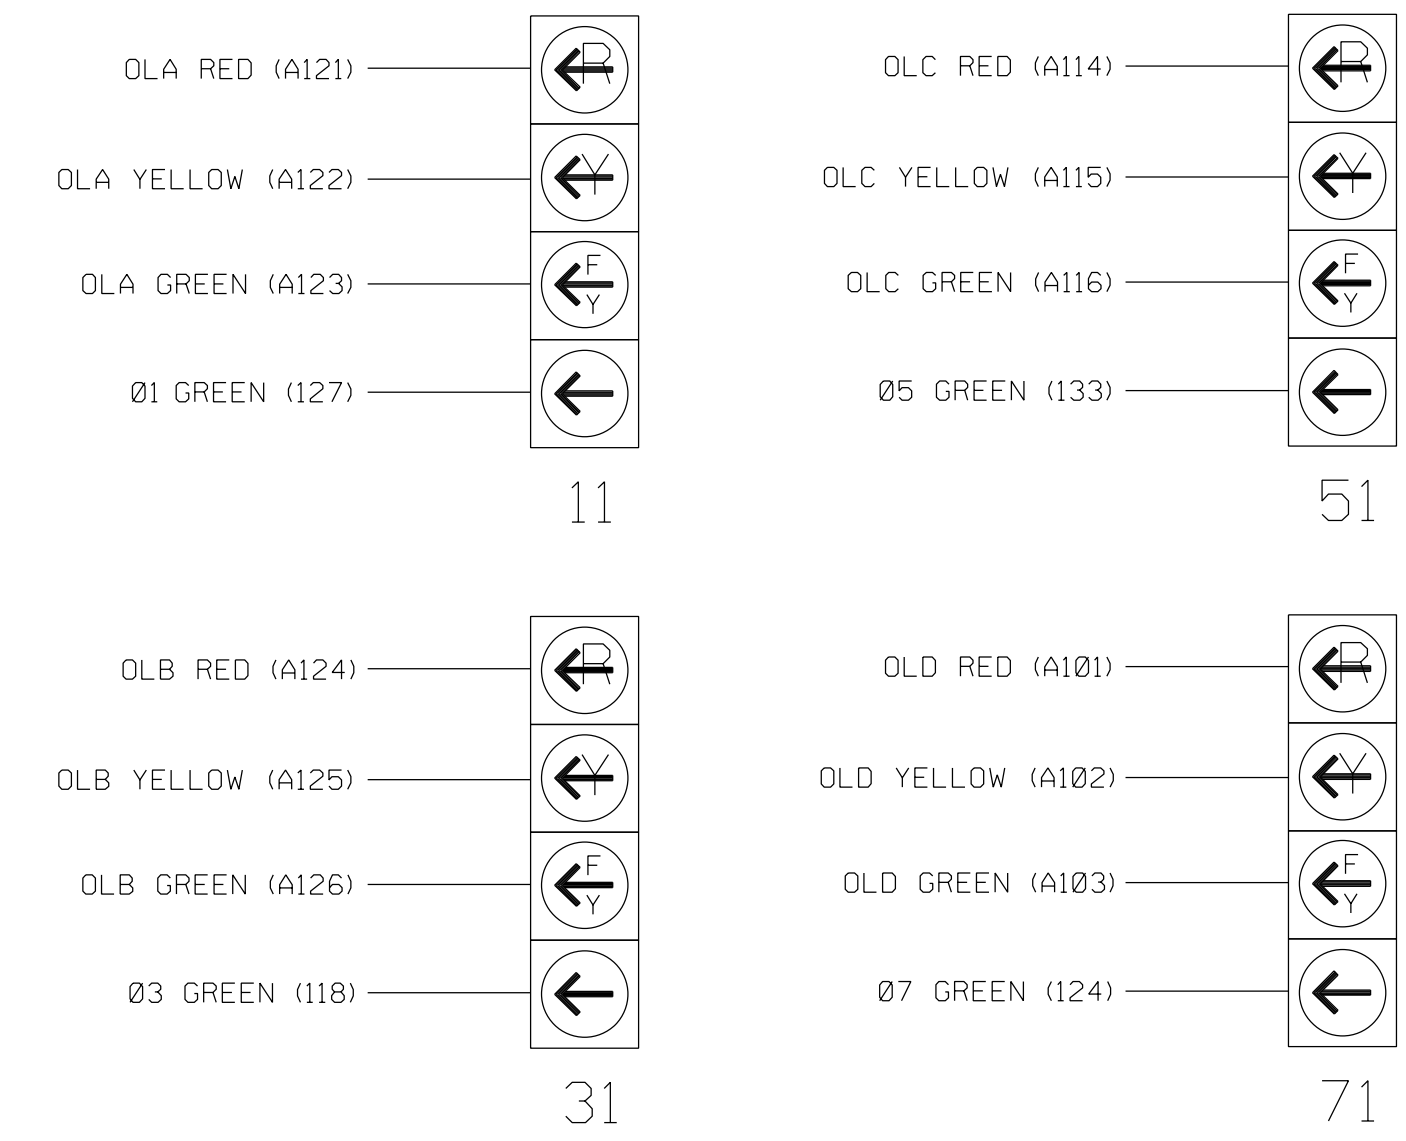 OLA RED (A121)
R
OLA YELLOW (A122)
Y
OLA GREEN (A123)
F
Y
Ø1 GREEN (127)
11
OLC RED (A114)
R
OLC YELLOW (A115)
Y
OLC GREEN (A116)
F
Y
Ø5 GREEN (133)
51
OLB RED (A124)
R
OLB YELLOW (A125)
Y
OLB GREEN (A126)
F
Y
Ø3 GREEN (118)
31
OLD RED (A1Ø1)
R
OLD YELLOW (A1Ø2)
Y
OLD GREEN (A1Ø3)
F
Y
Ø7 GREEN (124)
71